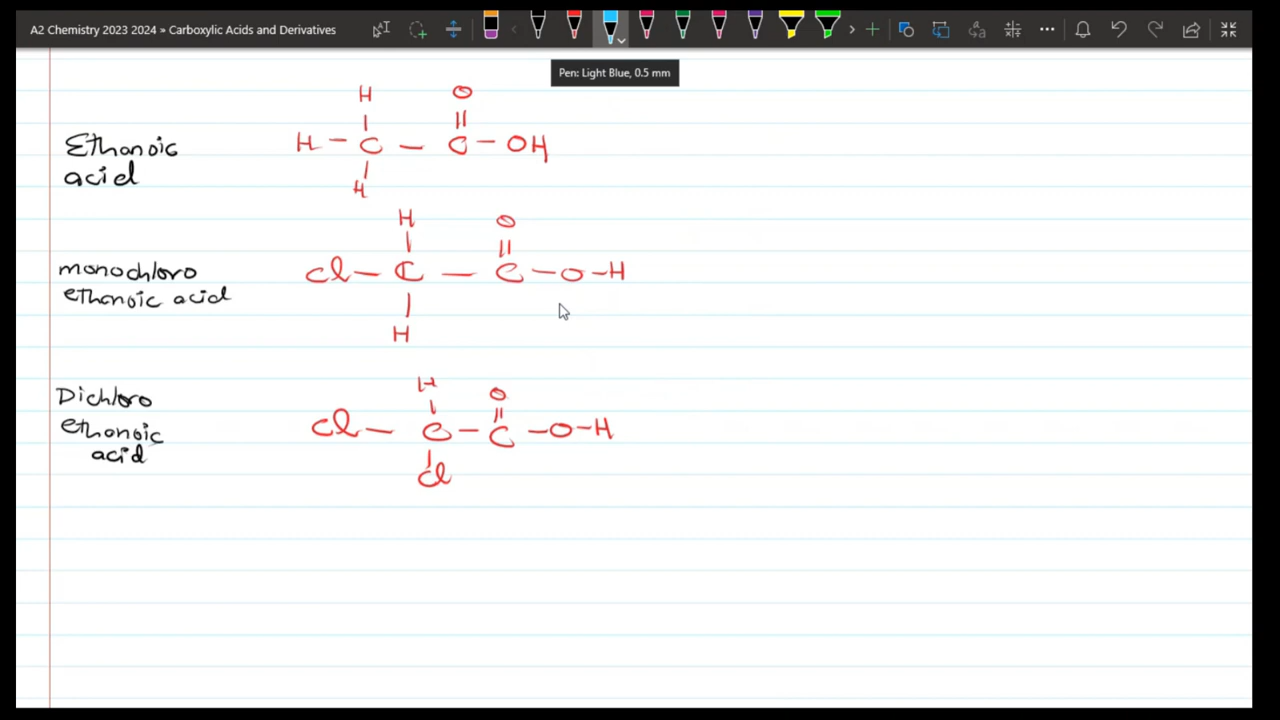 A2 Chemistry 2023 2024 » Carboxylic Acids and Derivatives
Pen: Light Blue, 0.5 mm
H O
Ethanoic
acid
H – C – C – OH
H
H O
monochloro
ethanoic acid
Cl – C – C – O – H
H
H O
Dichloro
ethanoic
acid
Cl – C – C – O – H
Cl